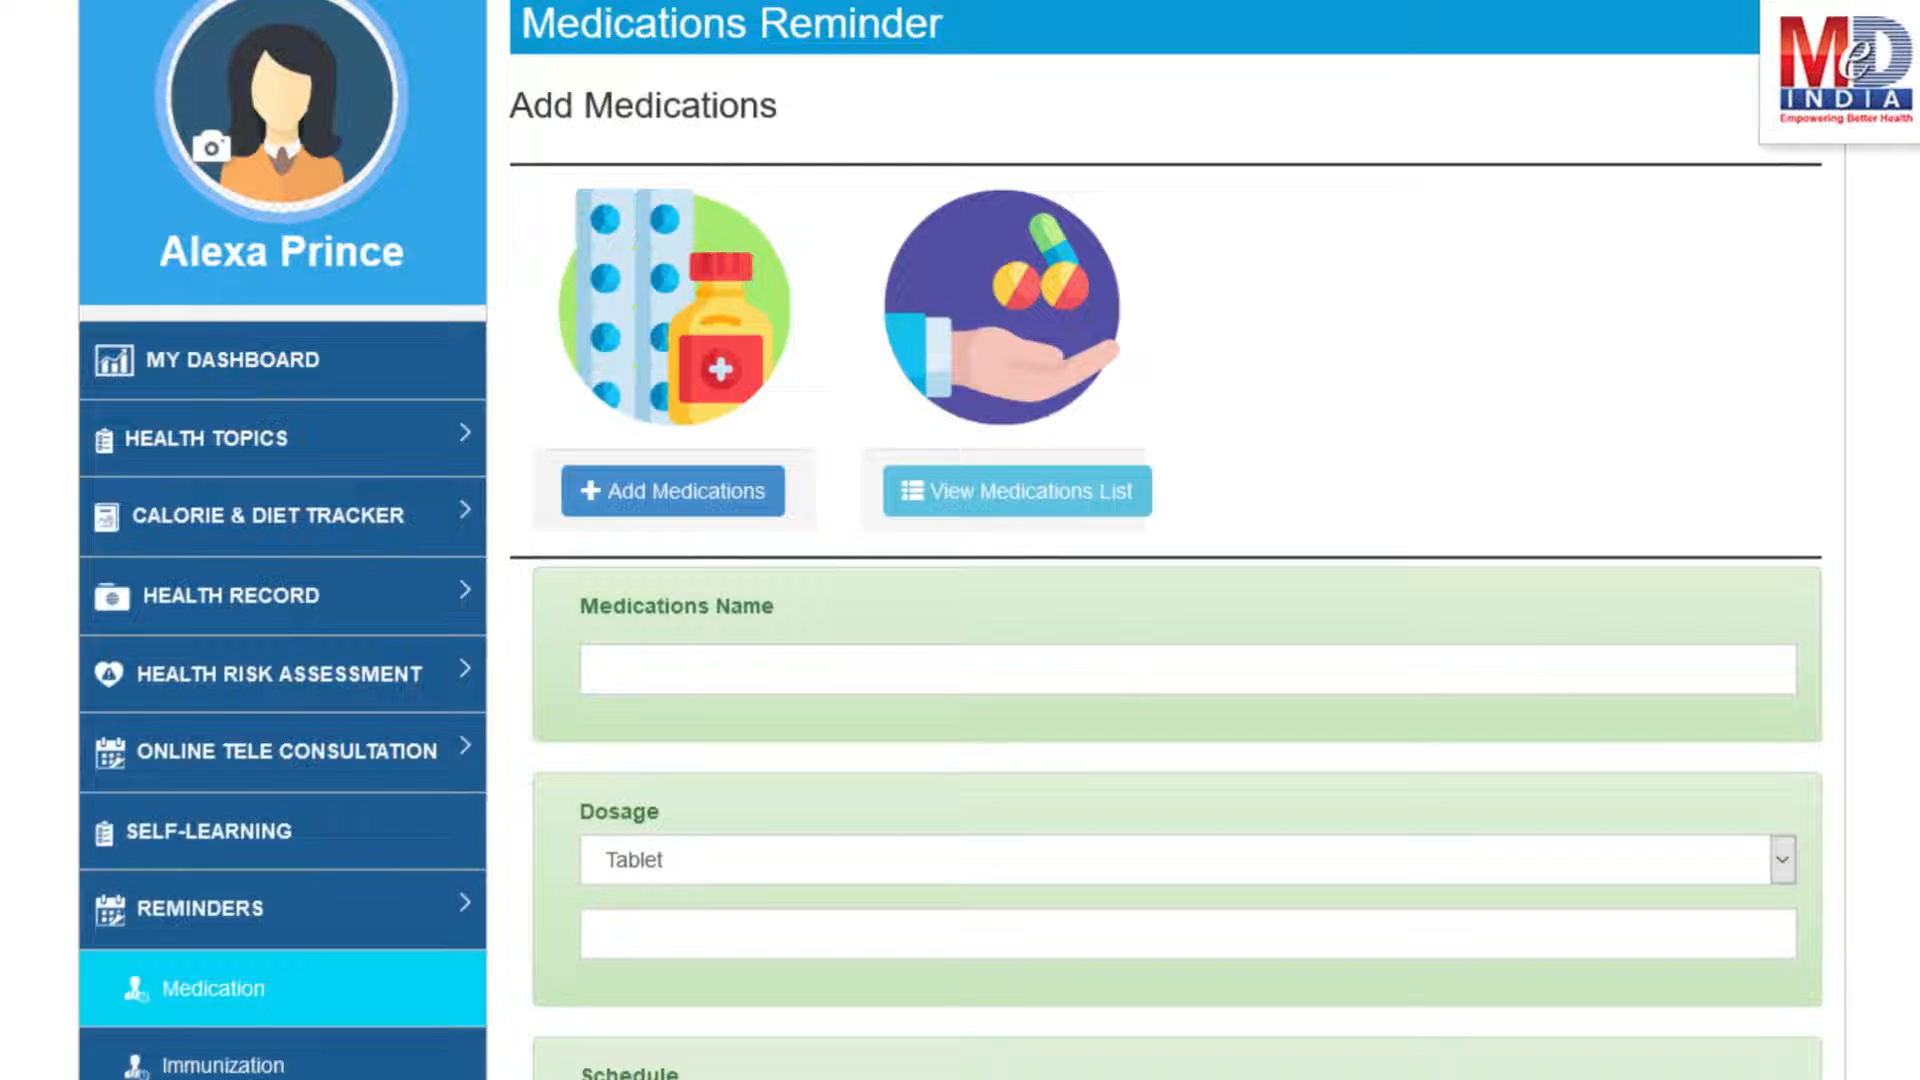 Medications Reminder
MeD
INDIA
Empowering Better Health
Add Medications
Alexa Prince
MY DASHBOARD
HEALTH TOPICS
CALORIE & DIET TRACKER
HEALTH RECORD
HEALTH RISK ASSESSMENT
ONLINE TELE CONSULTATION
SELF-LEARNING
REMINDERS
Medication
Immunization
Add Medications
View Medications List
Medications Name
Dosage
Tablet
Schedule